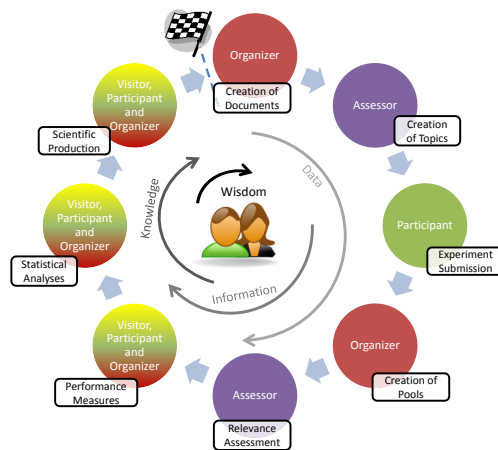 Organizer
Creation of
Documents
Assessor
Creation
of Topics
Participant
Experiment
Submission
Organizer
Creation of
Pools
Assessor
Relevance
Assessment
Visitor,
Participant
and
Organizer
Performance
Measures
Visitor,
Participant
and
Organizer
Statistical
Analyses
Visitor,
Participant
and
Organizer
Scientific
Production
Data
Information
Knowledge
Wisdom